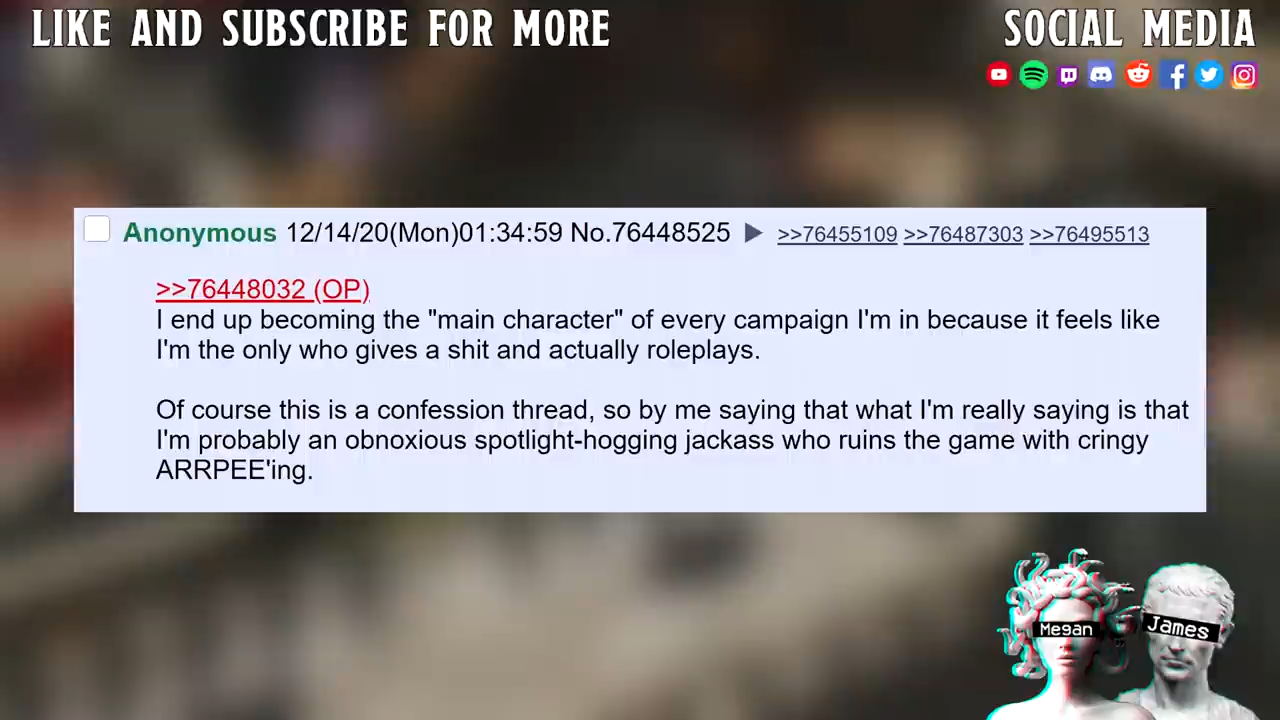 LIKE AND SUBSCRIBE FOR MORE
SOCIAL MEDIA
Anonymous 12/14/20(Mon)01:34:59 No.76448525 ▶ >>76455109 >>76487303 >>76495513
>>76448032 (OP)
I end up becoming the "main character" of every campaign I'm in because it feels like
I'm the only who gives a shit and actually roleplays.
Of course this is a confession thread, so by me saying that what I'm really saying is that
I'm probably an obnoxious spotlight-hogging jackass who ruins the game with cringy
ARRPEE'ing.
Megan
James